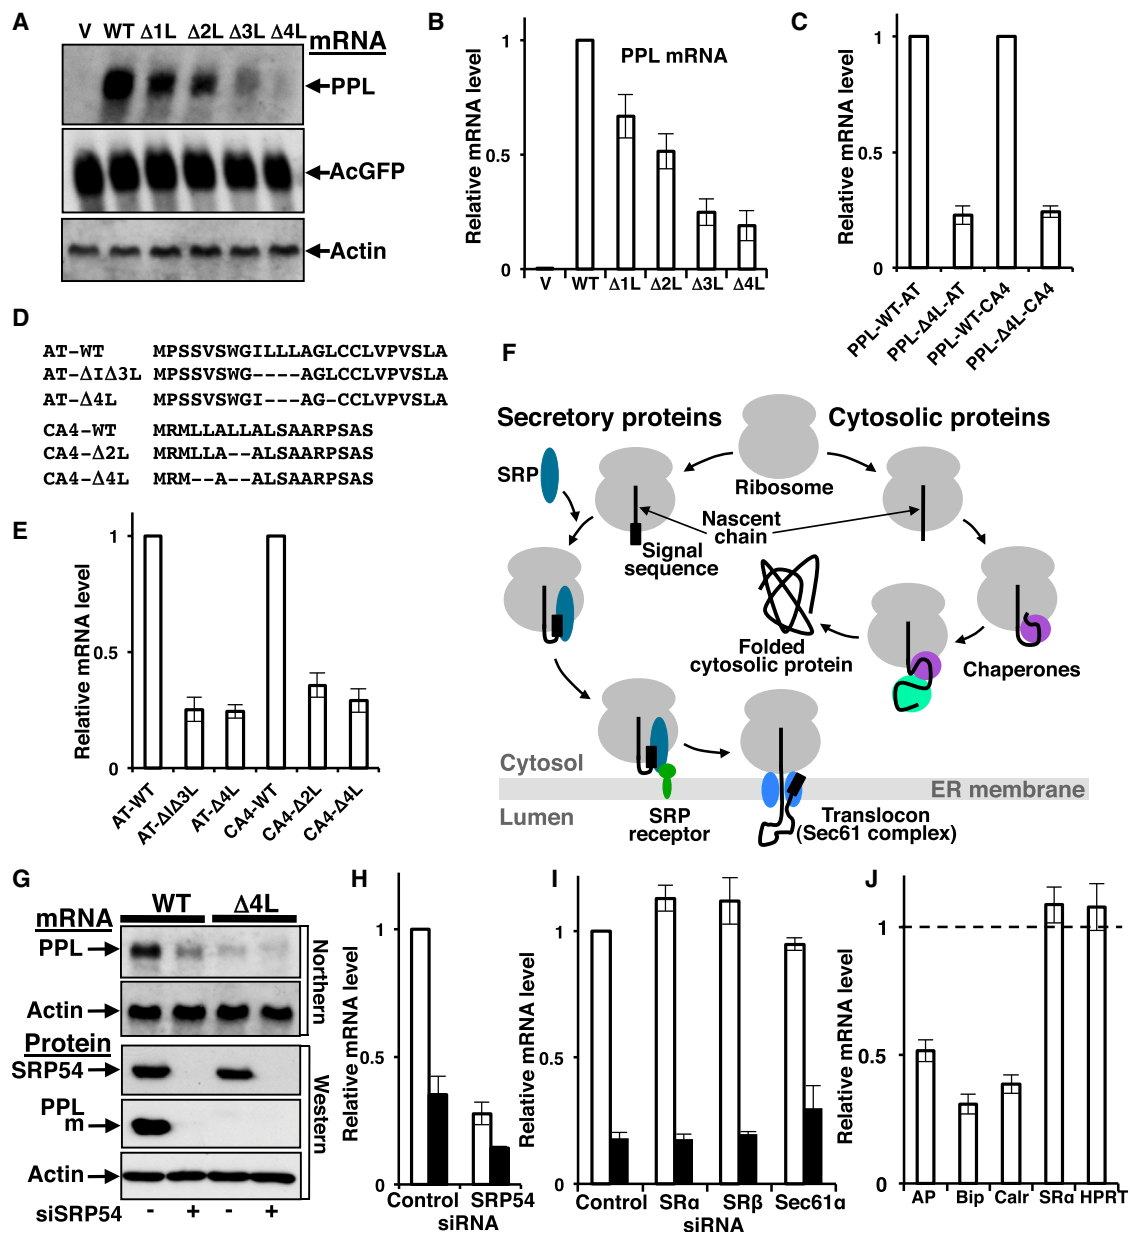 A
V WT Δ1L Δ2L Δ3L Δ4L
mRNA
PPL
AcGFP
Actin
B
Relative mRNA level
PPL mRNA
1
0.5
0
V WT Δ1L Δ2L Δ3L Δ4L
C
Relative mRNA level
1
0.5
0
PPL-WT-AT
PPL-Δ4L-AT
PPL-WT-CA4
PPL-Δ4L-CA4
D
AT-WT MPSSVSWGILLLAGLCCLVPVSLA
AT-ΔIΔ3L MPSSVSWG----AGLCCLVPVSLA
AT-Δ4L MPSSVSWGI---AG-CCLVPVSLA
CA4-WT MRMLLALLALSAARPSAS
CA4-Δ2L MRMLLA--ALSAARPSAS
CA4-Δ4L MRM--A--ALSAARPSAS
E
Relative mRNA level
1
0.5
0
AT-WT
AT-ΔIΔ3L
AT-Δ4L
CA4-WT
CA4-Δ2L
CA4-Δ4L
F
Secretory proteins
Cytosolic proteins
SRP
Ribosome
Nascent
chain
Signal
sequence
Folded
cytosolic protein
Chaperones
Cytosol
ER membrane
Lumen
SRP
receptor
Translocon
(Sec61 complex)
G
WT Δ4L
mRNA
PPL
Actin
Northern
Protein
SRP54
PPL
m
Actin
Western
siSRP54 - + - +
H
Relative mRNA level
1
0.5
0
Control SRP54
siRNA
I
Relative mRNA level
1
0.5
0
Control SRα SRβ Sec61α
siRNA
J
Relative mRNA level
1
0.5
0
AP Bip Calr SRα HPRT